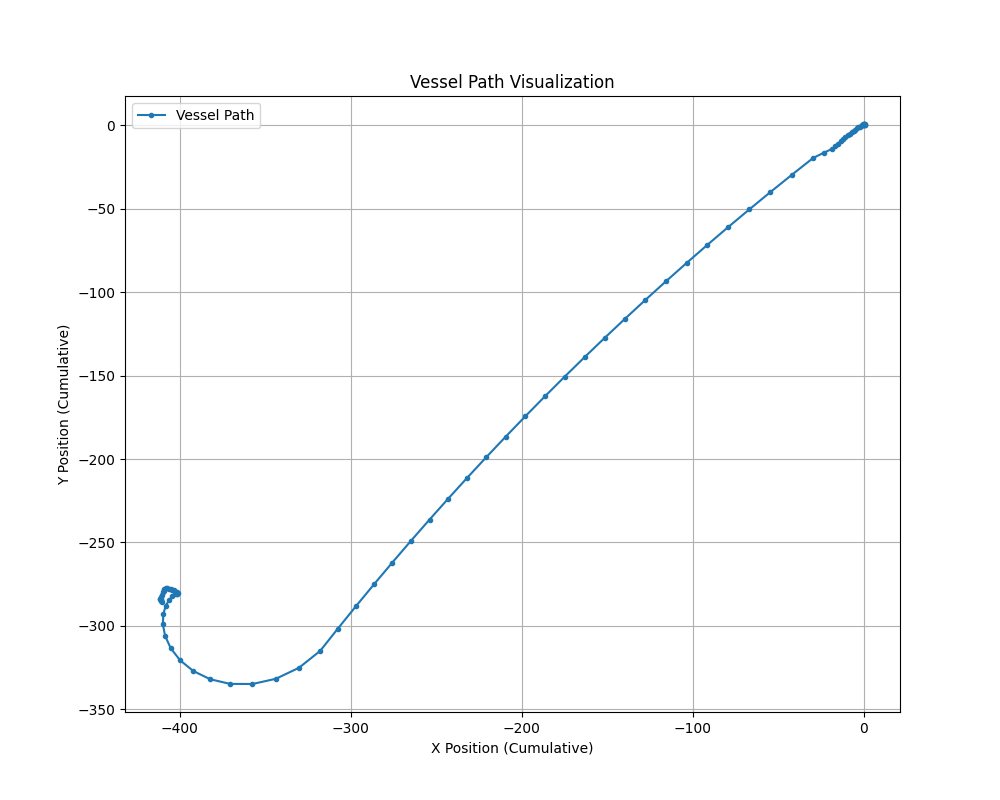 Vessel Path Visualization
Vessel Path
0
−50
−100
−150
−200
−250
−300
−350
Y Position (Cumulative)
−400 −300 −200 −100 0
X Position (Cumulative)